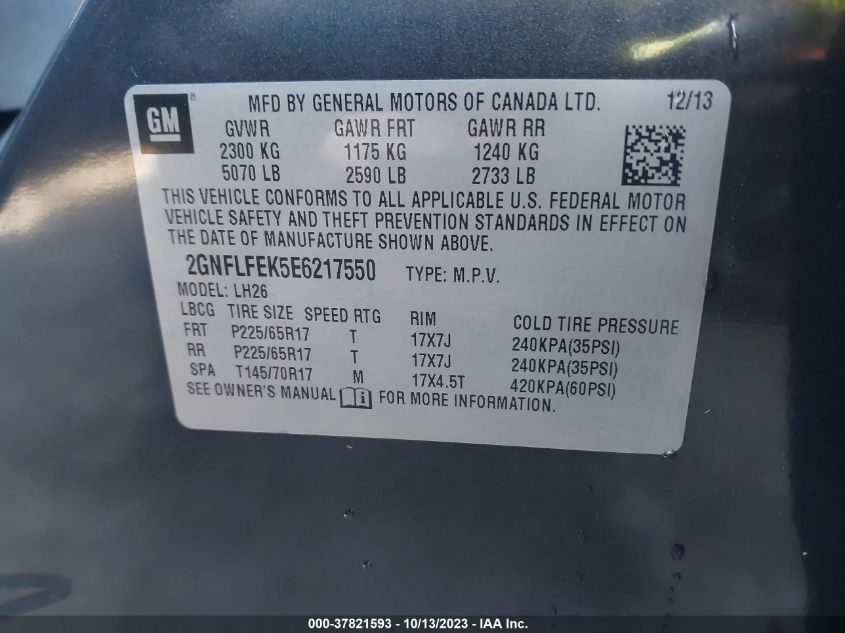 GM ® MFD BY GENERAL MOTORS OF CANADA LTD. 12/13
GVWR GAWR FRT GAWR RR
2300 KG 1175 KG 1240 KG
5070 LB 2590 LB 2733 LB
THIS VEHICLE CONFORMS TO ALL APPLICABLE U.S. FEDERAL MOTOR
VEHICLE SAFETY AND THEFT PREVENTION STANDARDS IN EFFECT ON
THE DATE OF MANUFACTURE SHOWN ABOVE.
2GNFLFEK5E6217550 TYPE: M.P.V.
MODEL: LH26
LBCG TIRE SIZE SPEED RTG RIM COLD TIRE PRESSURE
FRT P225/65R17 T 17X7J 240KPA(35PSI)
RR P225/65R17 T 17X7J 240KPA(35PSI)
SPA T145/70R17 M 17X4.5T 420KPA(60PSI)
SEE OWNER'S MANUAL i FOR MORE INFORMATION.
000-37821593 - 10/13/2023 - IAA Inc.